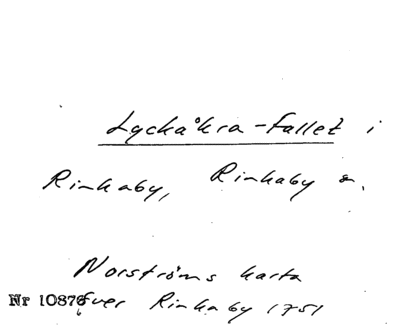 Lyckåkra-fallet i
Rinkaby, Rinkaby s.
Norströms karta
Nr 10876 över Rinkaby 1751